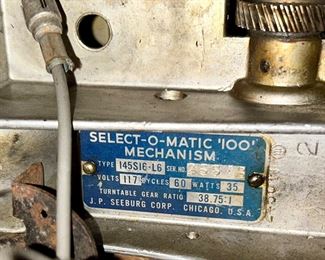 SELECT-O-MATIC '100'
MECHANISM
TYPE 145S16-L6 SER. NO.
VOLTS 117 CYCLES 60 WATTS 35
TURNTABLE GEAR RATIO 38.75:1
J. P. SEEBURG CORP. CHICAGO, U.S.A.